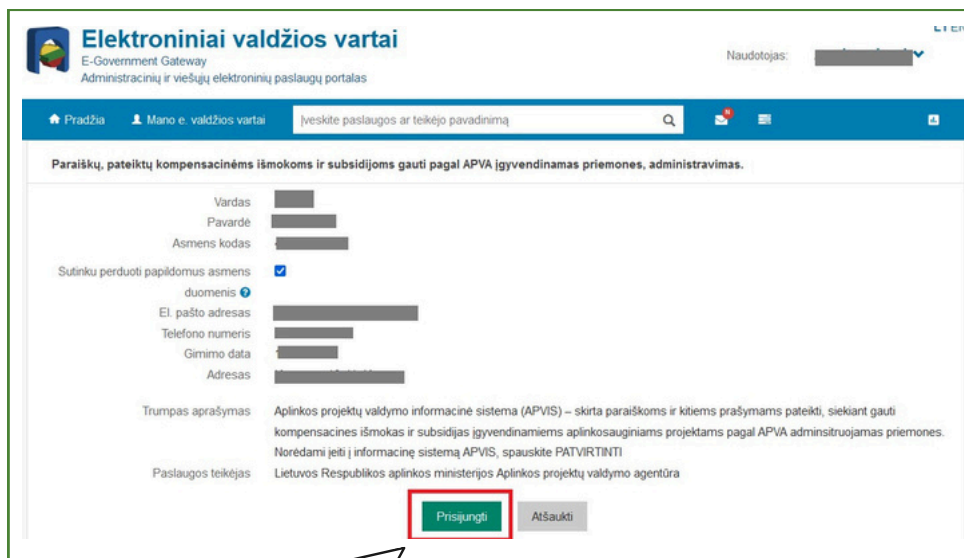 LT EN
Elektroniniai valdžios vartai
E-Government Gateway
Administracinių ir viešųjų elektroninių paslaugų portalas
Naudotojas:
Pradžia Mano e. valdžios vartai Įveskite paslaugos ar teikėjo pavadinimą N
Paraiškų, pateiktų kompensacinėms išmokoms ir subsidijoms gauti pagal APVA įgyvendinamas priemones, administravimas.
Vardas
Pavardė
Asmens kodas
Sutinku perduoti papildomus asmens
duomenis ?
El. pašto adresas
Telefono numeris
Gimimo data
Adresas
Trumpas aprašymas Aplinkos projektų valdymo informacinė sistema (APVIS) – skirta paraiškoms ir kitiems prašymams pateikti, siekiant gauti
kompensacines išmokas ir subsidijas įgyvendinamiems aplinkosauginiams projektams pagal APVA adminsitruojamas priemones.
Norėdami įeiti į informacinę sistemą APVIS, spauskite PATVIRTINTI
Paslaugos teikėjas Lietuvos Respublikos aplinkos ministerijos Aplinkos projektų valdymo agentūra
Prisijungti Atšaukti